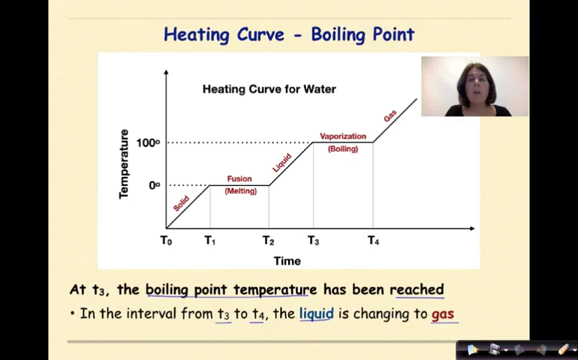 Heating Curve - Boiling Point
Heating Curve for Water
Temperature
100º
0º
Solid
Fusion
(Melting)
Liquid
Vaporization
(Boiling)
Gas
T0 T1 T2 T3 T4
Time
At t3, the boiling point temperature has been reached
• In the interval from t3 to t4, the liquid is changing to gas